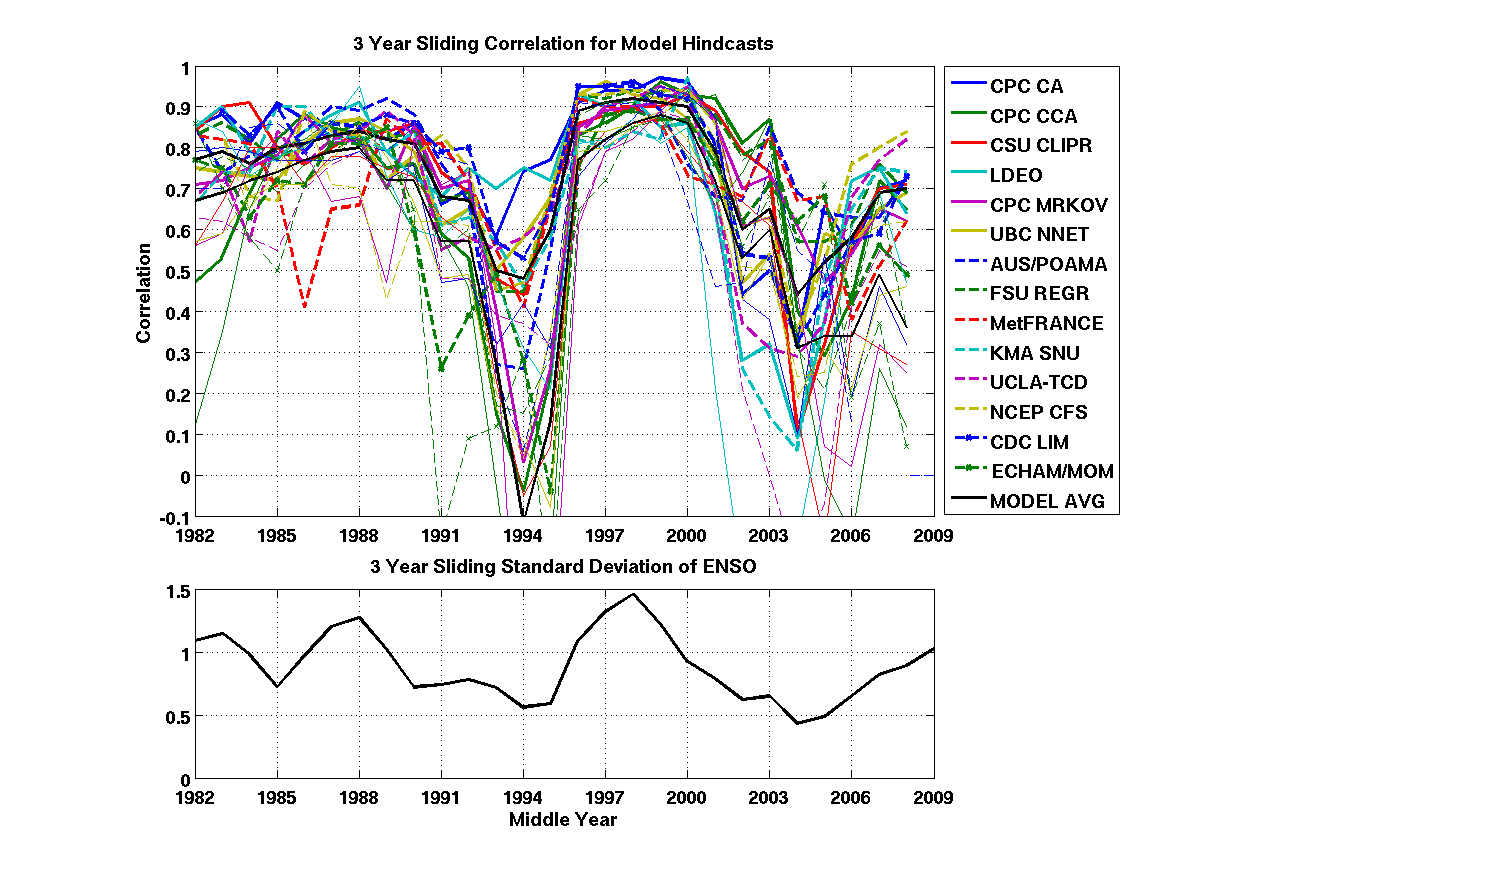 3 Year Sliding Correlation for Model Hindcasts
1
0.9
0.8
0.7
0.6
0.5
0.4
0.3
0.2
0.1
0
-0.1
Correlation
1982 1985 1988 1991 1994 1997 2000 2003 2006 2009
CPC CA
CPC CCA
CSU CLIPR
LDEO
CPC MRKOV
UBC NNET
AUS/POAMA
FSU REGR
MetFRANCE
KMA SNU
UCLA-TCD
NCEP CFS
CDC LIM
ECHAM/MOM
MODEL AVG
3 Year Sliding Standard Deviation of ENSO
1.5
1
0.5
0
1982 1985 1988 1991 1994 1997 2000 2003 2006 2009
Middle Year